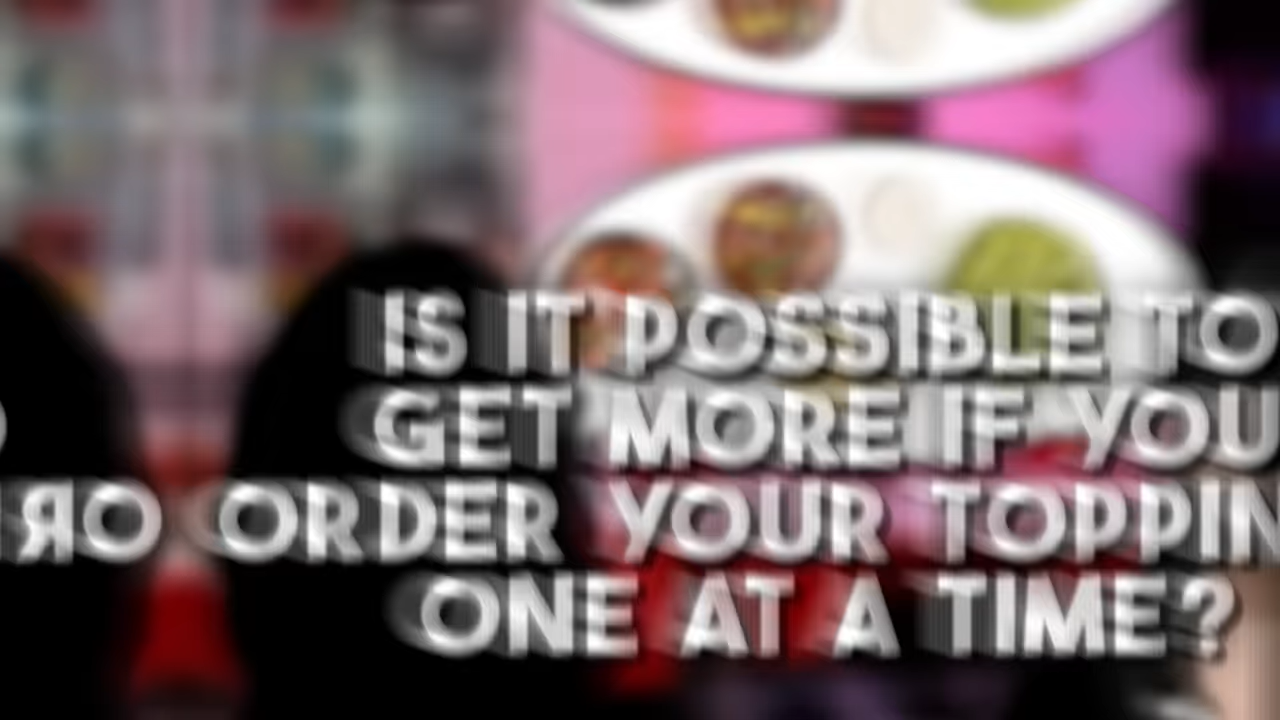 IS IT POSSIBLE TO
GET MORE IF YOU
ORDER YOUR TOPPIN
ONE AT A TIME?